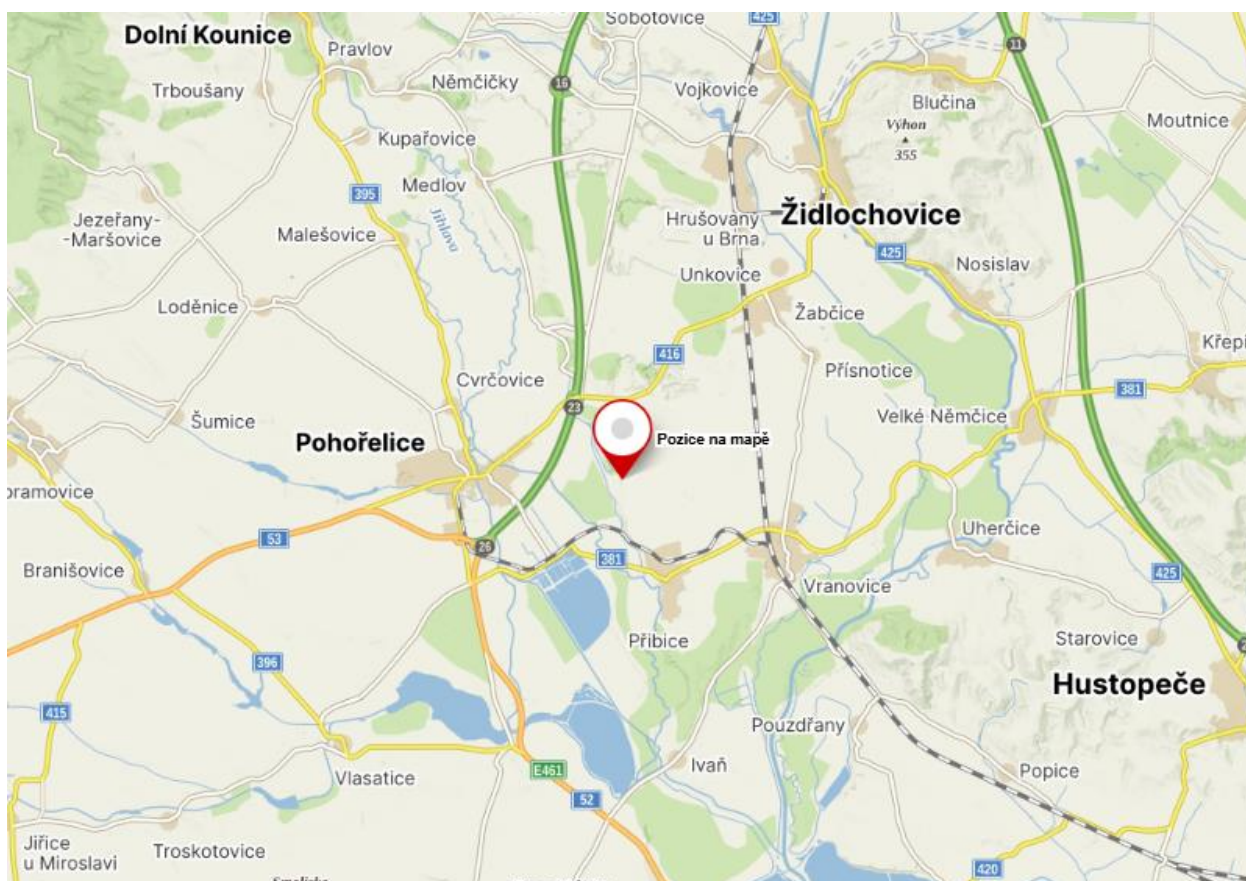 Sobotovice
425
Dolní Kounice
Pravlov
11
Němčičky
16
Trboušany
Vojkovice
Blučina
Výhon
355
Moutnice
Kupařovice
Medlov
395
Jihlava
Jezeřany-
-Maršovice
Malešovice
Hrušovany
u Brna
Židlochovice
425
Nosislav
Unkovice
Loděnice
Žabčice
416
Křepi
Cvrčovice
Přísnotice
381
23
Šumice
Velké Němčice
Pohořelice
Pozice na mapě
bramovice
53
26
Uherčice
381
Branišovice
Vranovice
425
Starovice
Přibice
396
Hustopeče
415
Pouzdřany
Vlasatice
E461
Ivaň
Popice
52
Jiřice
u Miroslavi
Troskotovice
420